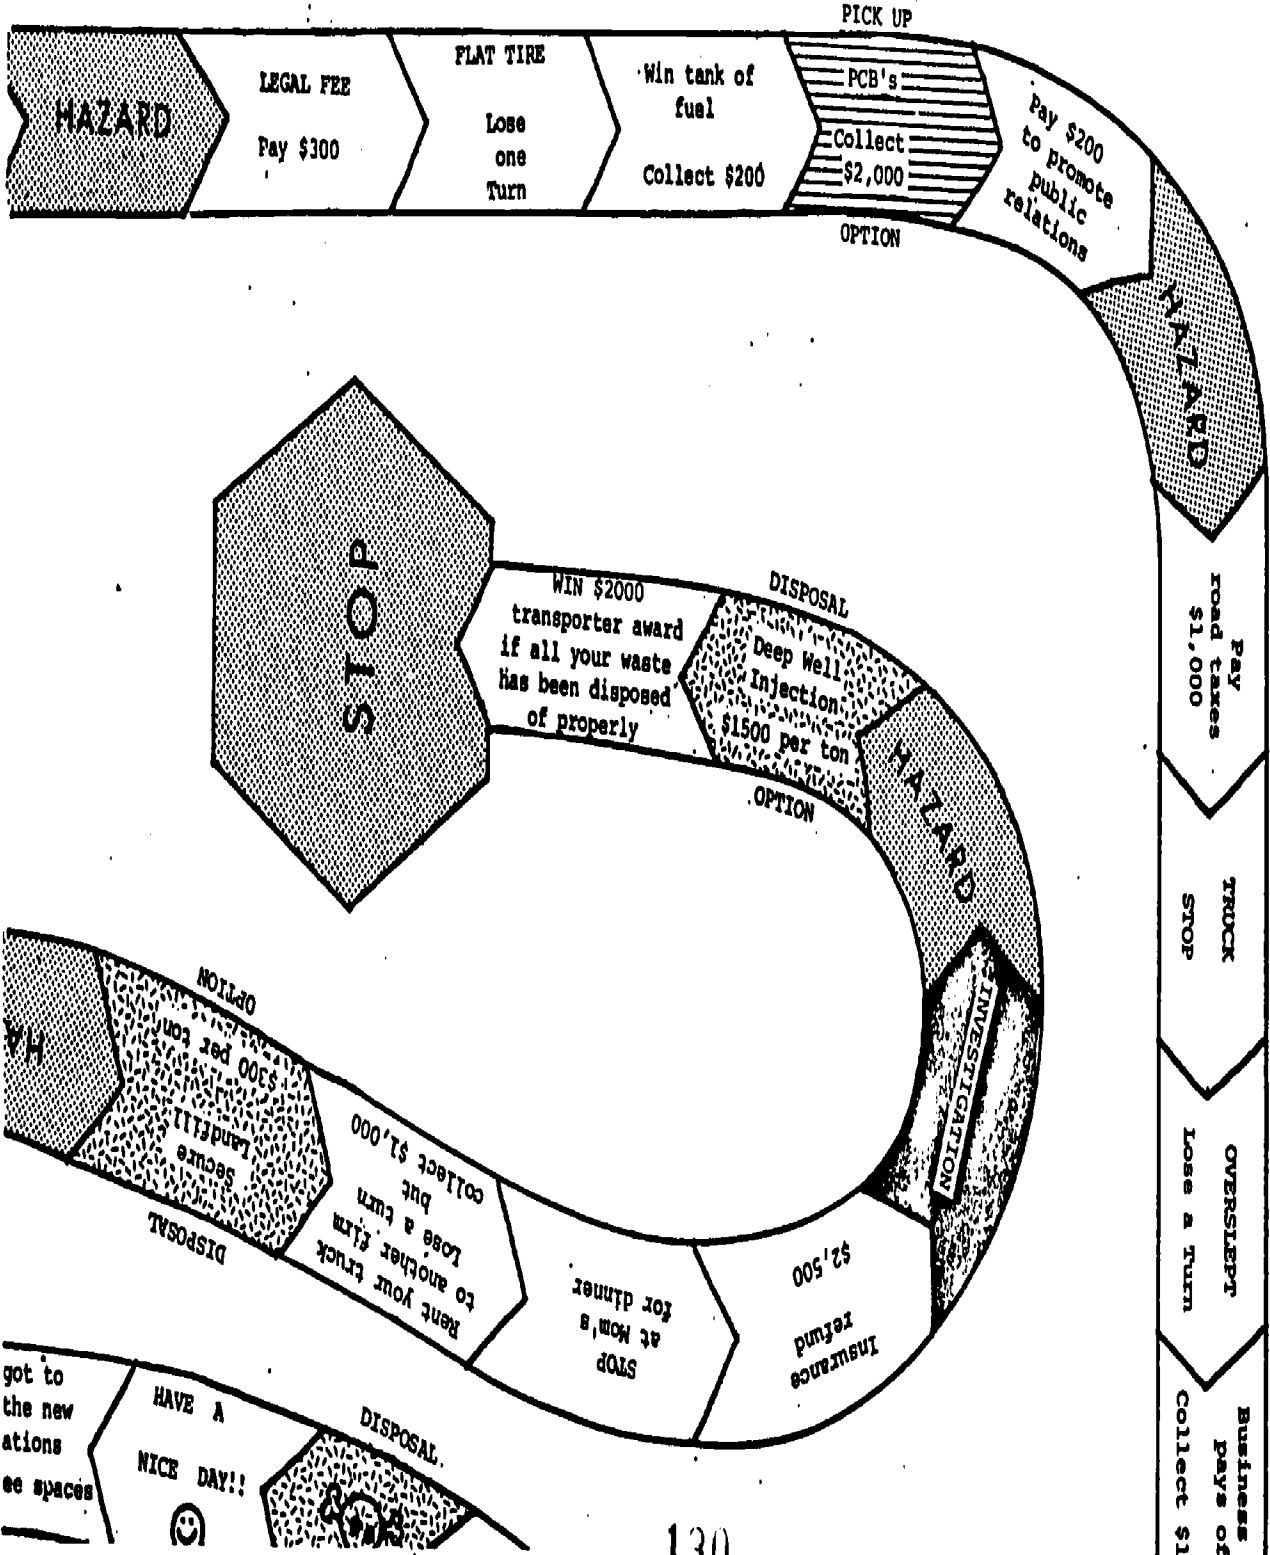 HAZARD
LEGAL FEE
Pay $300
FLAT TIRE
Lose
one
Turn
Win tank of
fuel
Collect $200
PICK UP
PCB's
Collect
$2,000
OPTION
Pay $200
to promote
public
relations
HAZARD
Pay
road taxes
$1,000
TRUCK
STOP
OVERSLEPT
Lose a Turn
Business
pays of
Collect $1
STOP
WIN $2000
transporter award
if all your waste
has been disposed
of properly
DISPOSAL
Deep Well
Injection
$1500 per ton
OPTION
HAZARD
INVESTIGATION
Insurance
refund
$2,500
STOP
at Mom's
for dinner
Rent your truck
to another firm
Lose a turn
but
collect $1,000
DISPOSAL
Secure
Landfill
$300 per ton
OPTION
HA
got to
the new
ations
ee spaces
HAVE A
NICE DAY!!
DISPOSAL
130